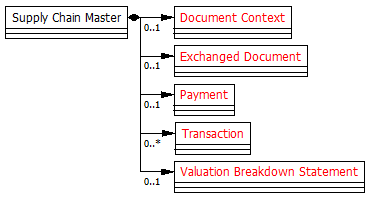 Supply Chain Master
Document Context
0..1
Exchanged Document
0..1
Payment
0..1
Transaction
0..*
Valuation Breakdown Statement
0..1